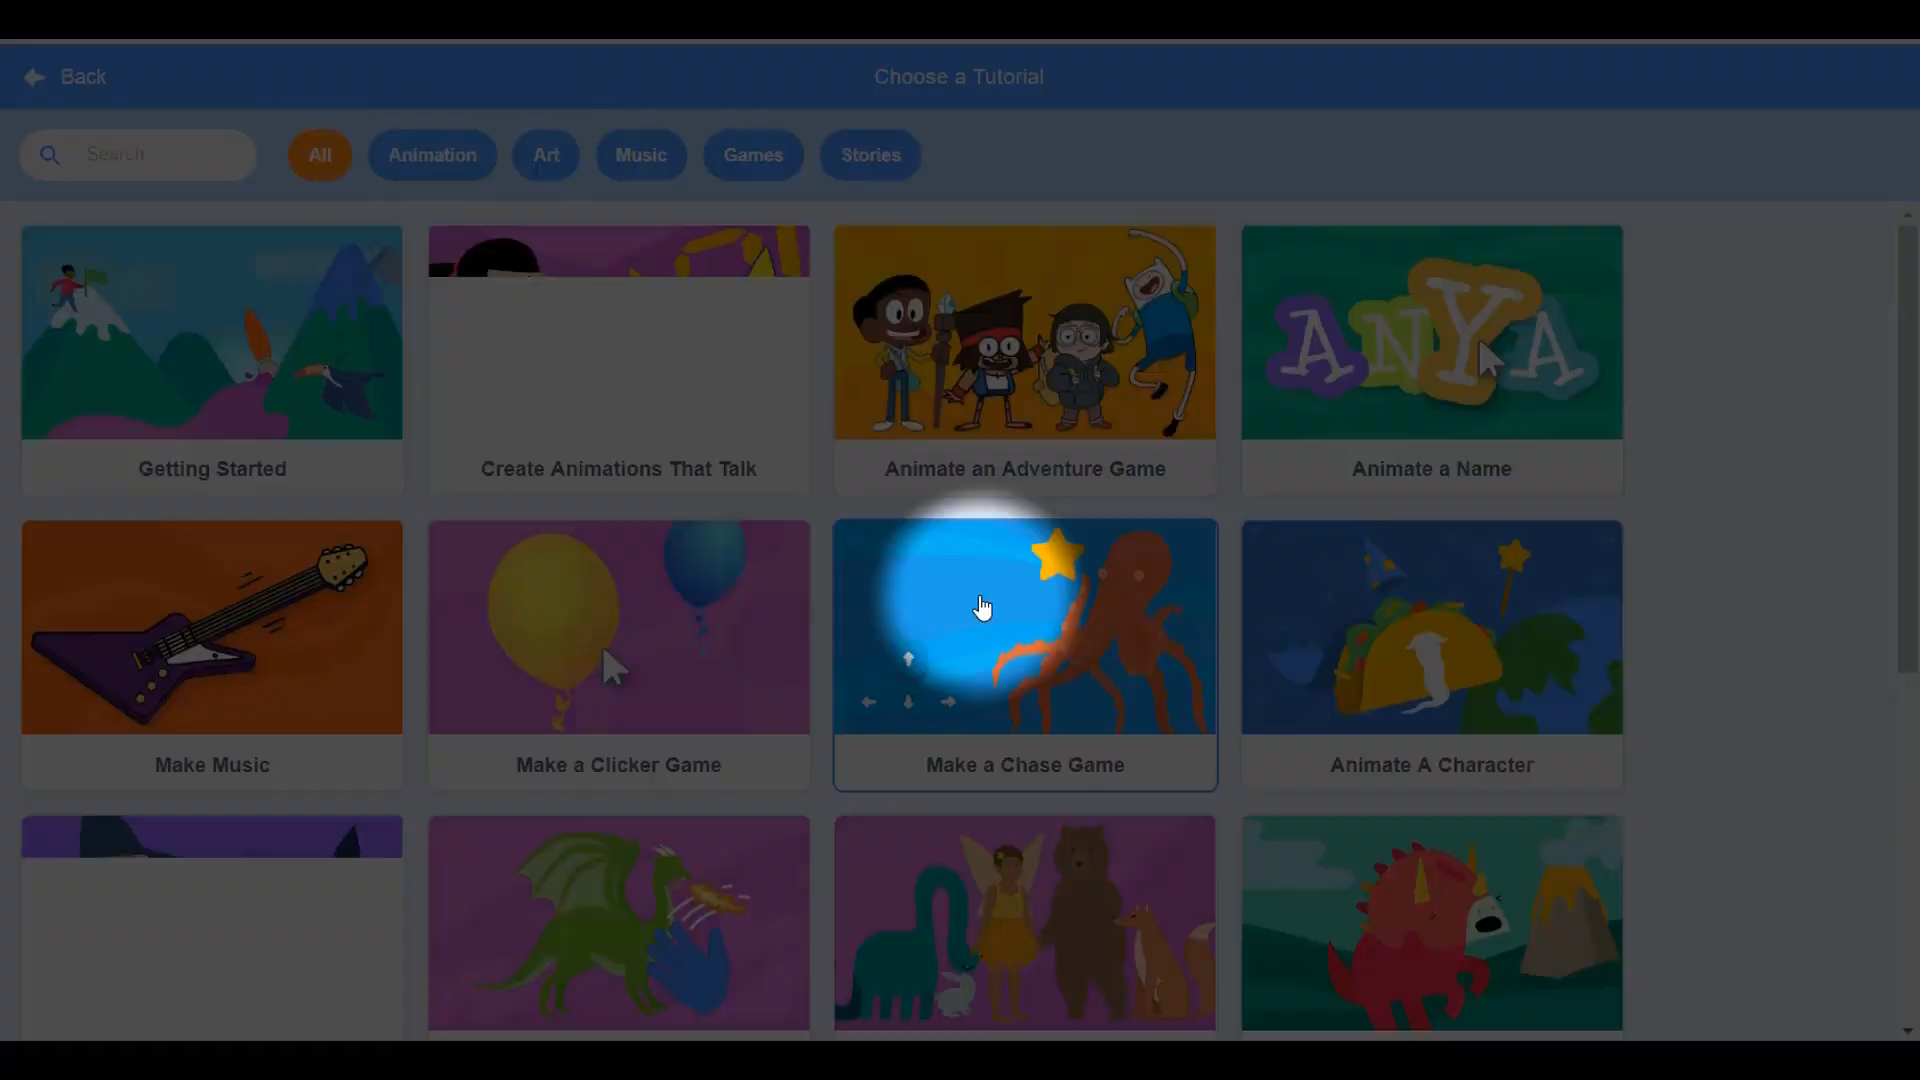 Back
Choose a Tutorial
Search
All
Animation
Art
Music
Games
Stories
ANYA
Getting Started
Create Animations That Talk
Animate an Adventure Game
Animate a Name
Make Music
Make a Clicker Game
Make a Chase Game
Animate A Character